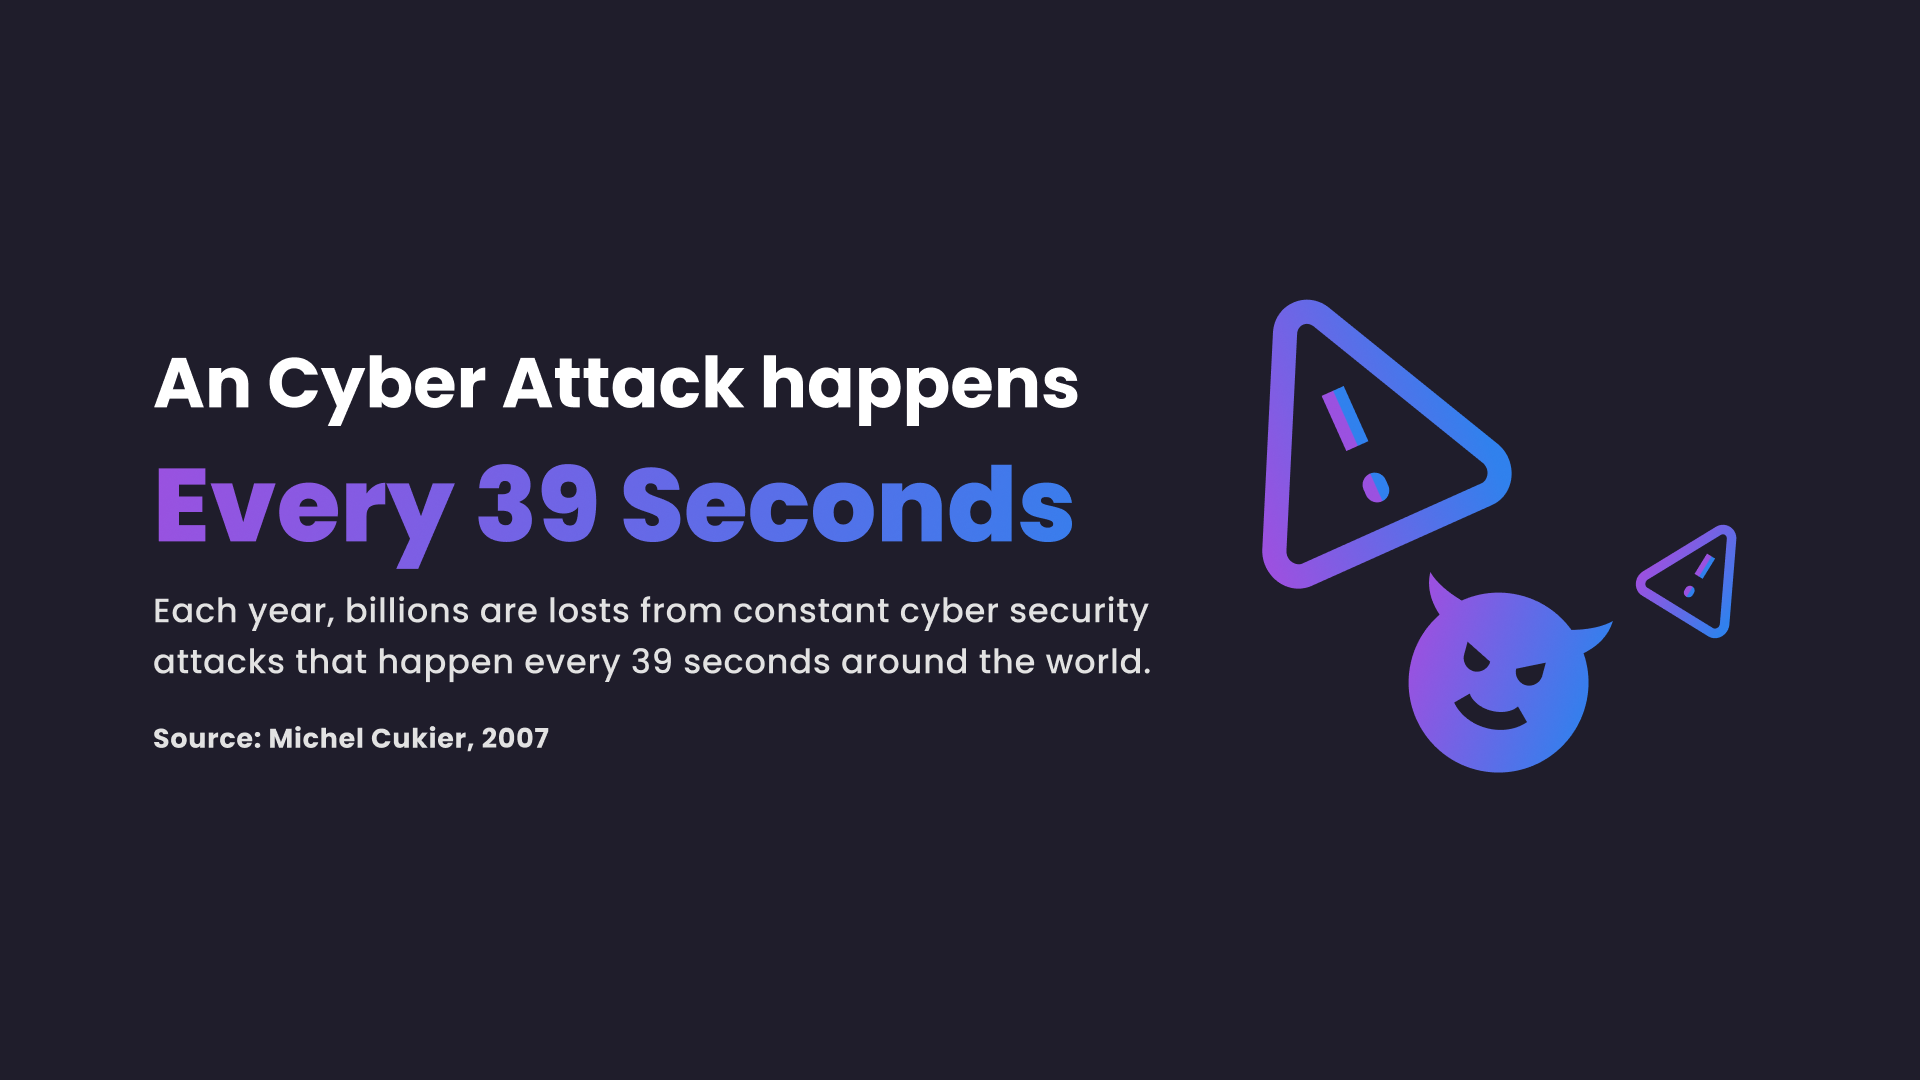 An Cyber Attack happens
Every 39 Seconds
Each year, billions are losts from constant cyber security
attacks that happen every 39 seconds around the world.
Source: Michel Cukier, 2007